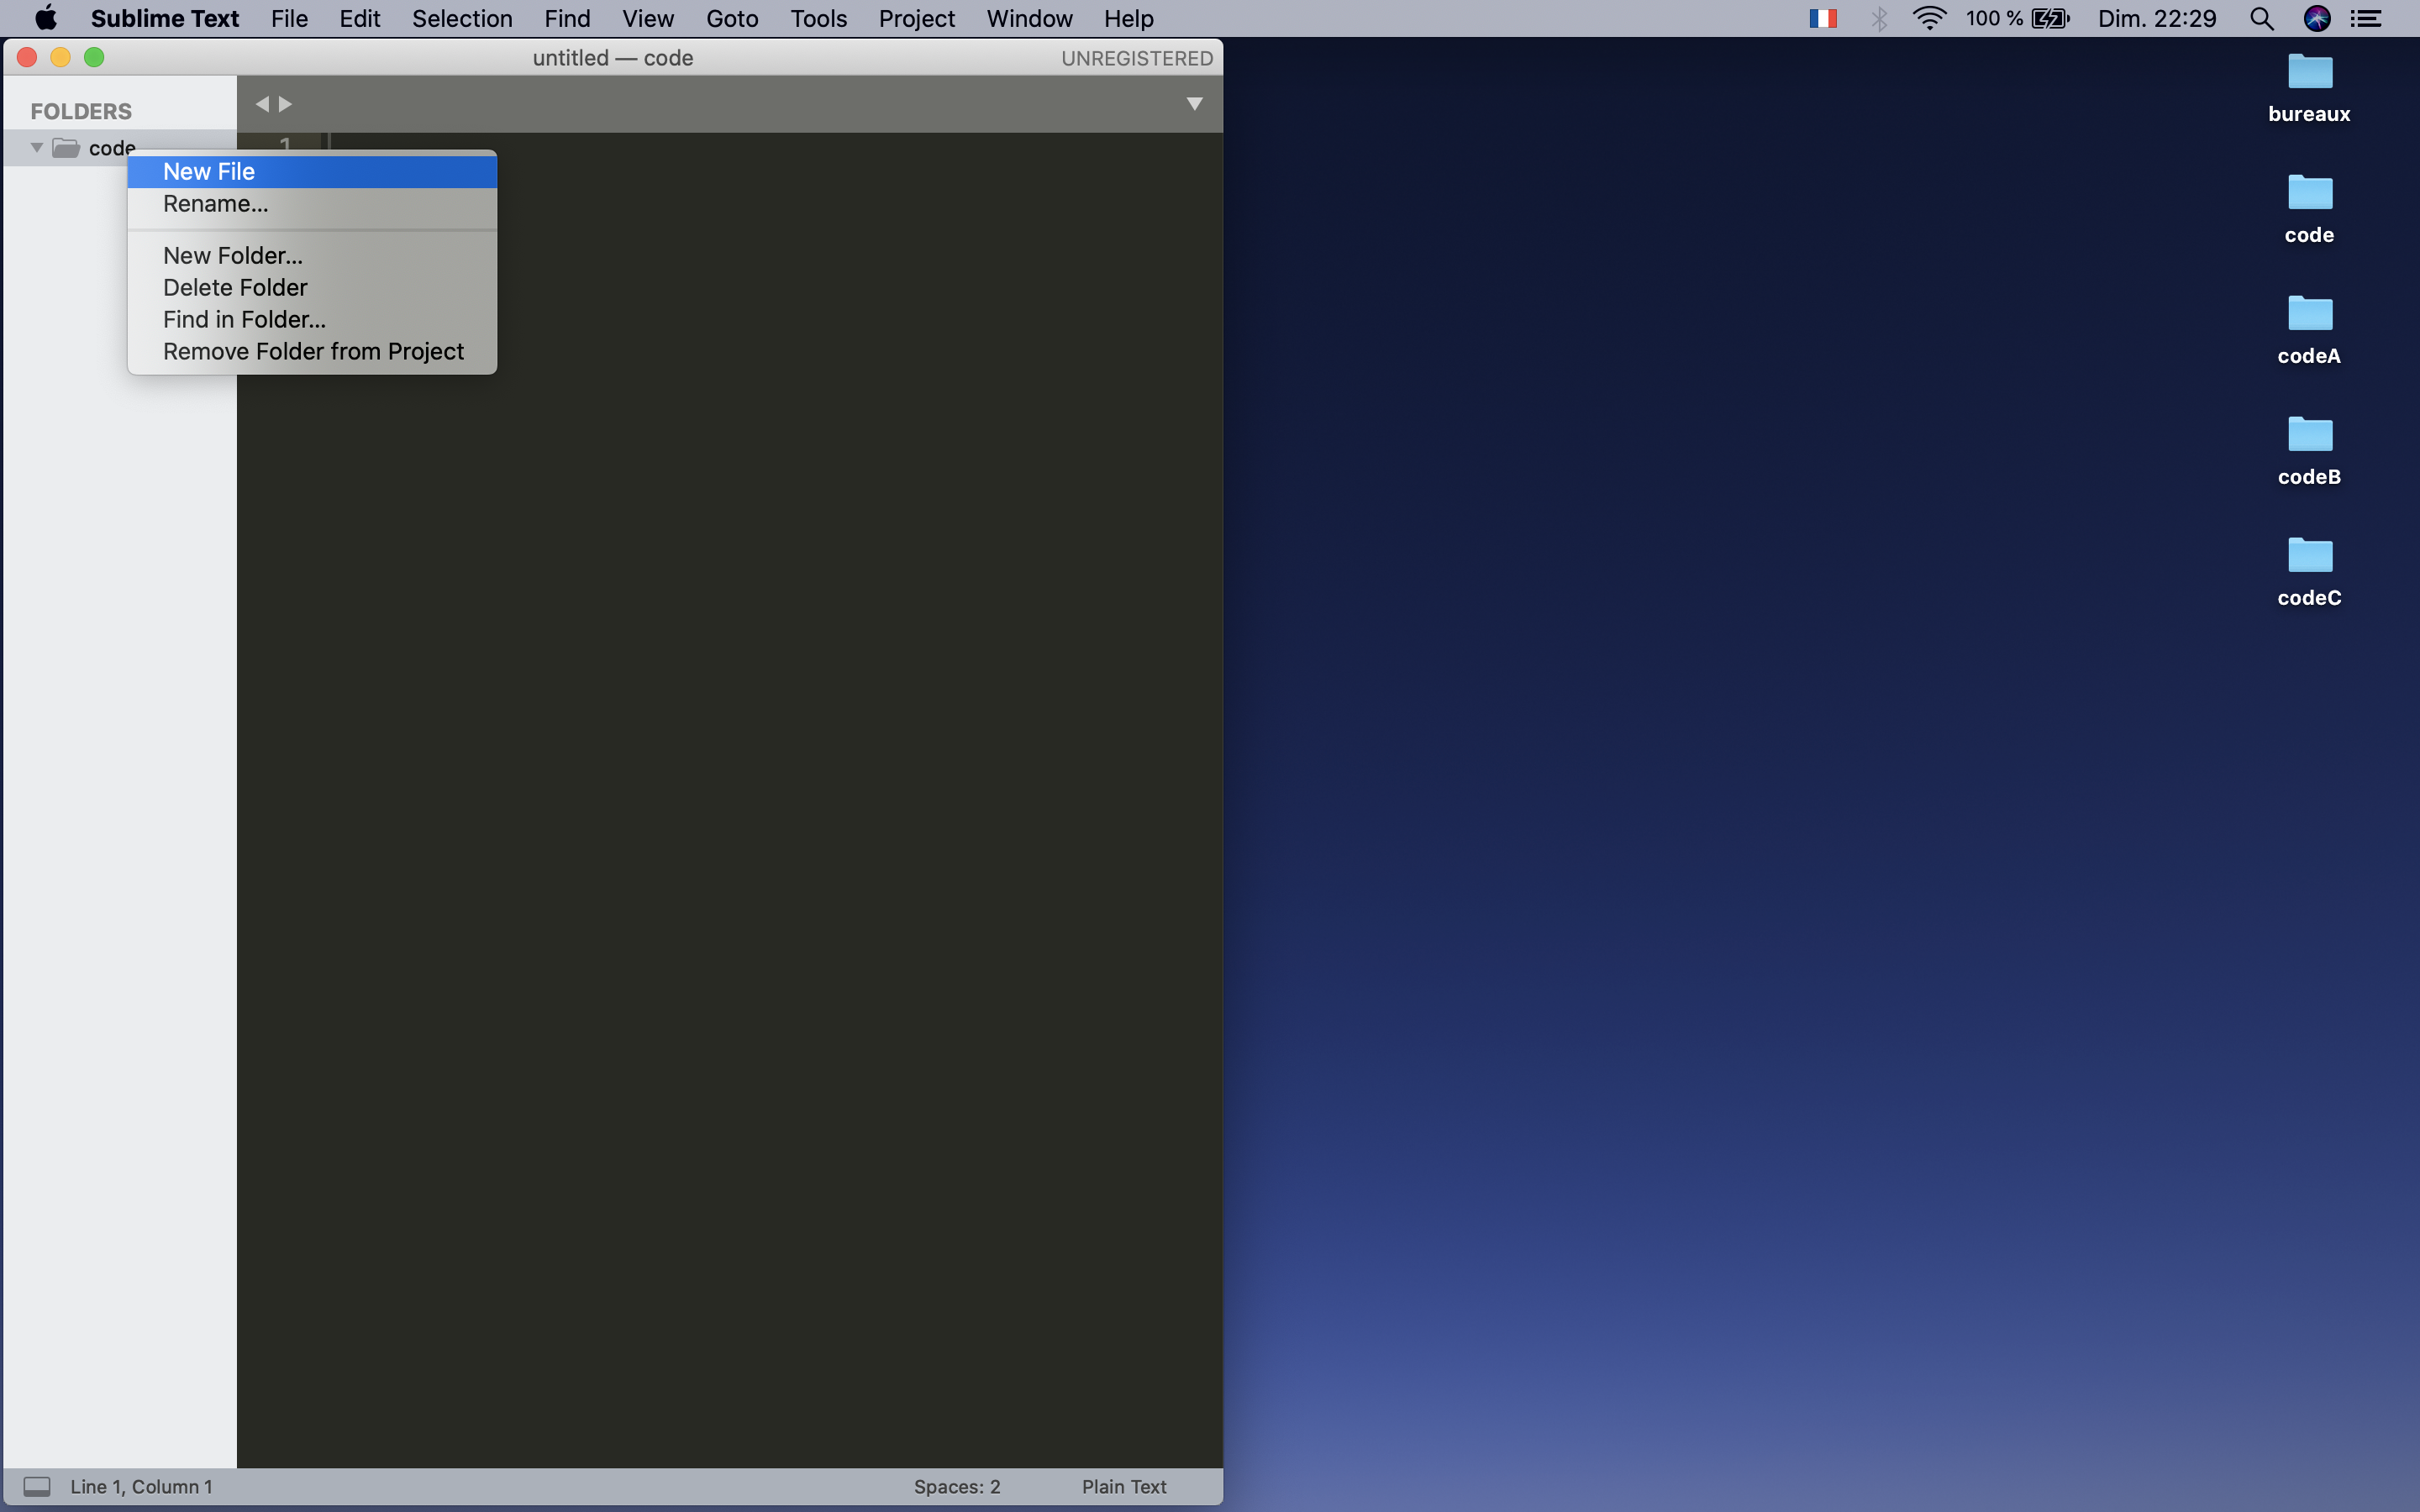 Sublime Text File Edit Selection Find View Goto Tools Project Window Help 100 % Dim. 22:29
untitled — code UNREGISTERED
FOLDERS
code
1
New File
Rename...
New Folder...
Delete Folder
Find in Folder...
Remove Folder from Project
bureaux
code
codeA
codeB
codeC
Line 1, Column 1 Spaces: 2 Plain Text